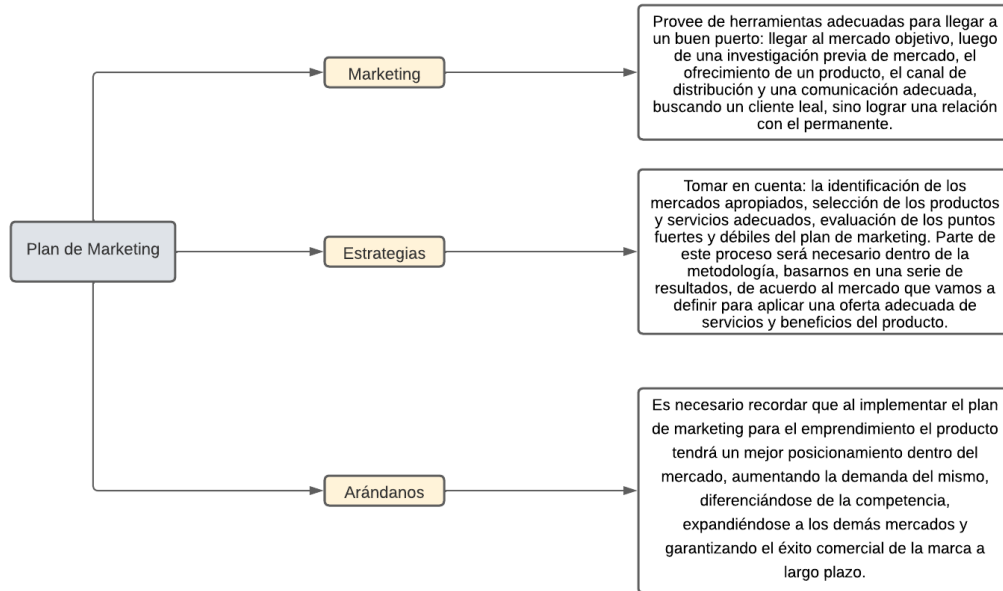 Plan de Marketing
Marketing
Provee de herramientas adecuadas para llegar a
un buen puerto: llegar al mercado objetivo, luego
de una investigación previa de mercado, el
ofrecimiento de un producto, el canal de
distribución y una comunicación adecuada,
buscando un cliente leal, sino lograr una relación
con el permanente.
Estrategias
Tomar en cuenta: la identificación de los
mercados apropiados, selección de los productos
y servicios adecuados, evaluación de los puntos
fuertes y débiles del plan de marketing. Parte de
este proceso será necesario dentro de la
metodología, basarnos en una serie de
resultados, de acuerdo al mercado que vamos a
definir para aplicar una oferta adecuada de
servicios y beneficios del producto.
Arándanos
Es necesario recordar que al implementar el plan
de marketing para el emprendimiento el producto
tendrá un mejor posicionamiento dentro del
mercado, aumentando la demanda del mismo,
diferenciándose de la competencia,
expandiéndose a los demás mercados y
garantizando el éxito comercial de la marca a
largo plazo.